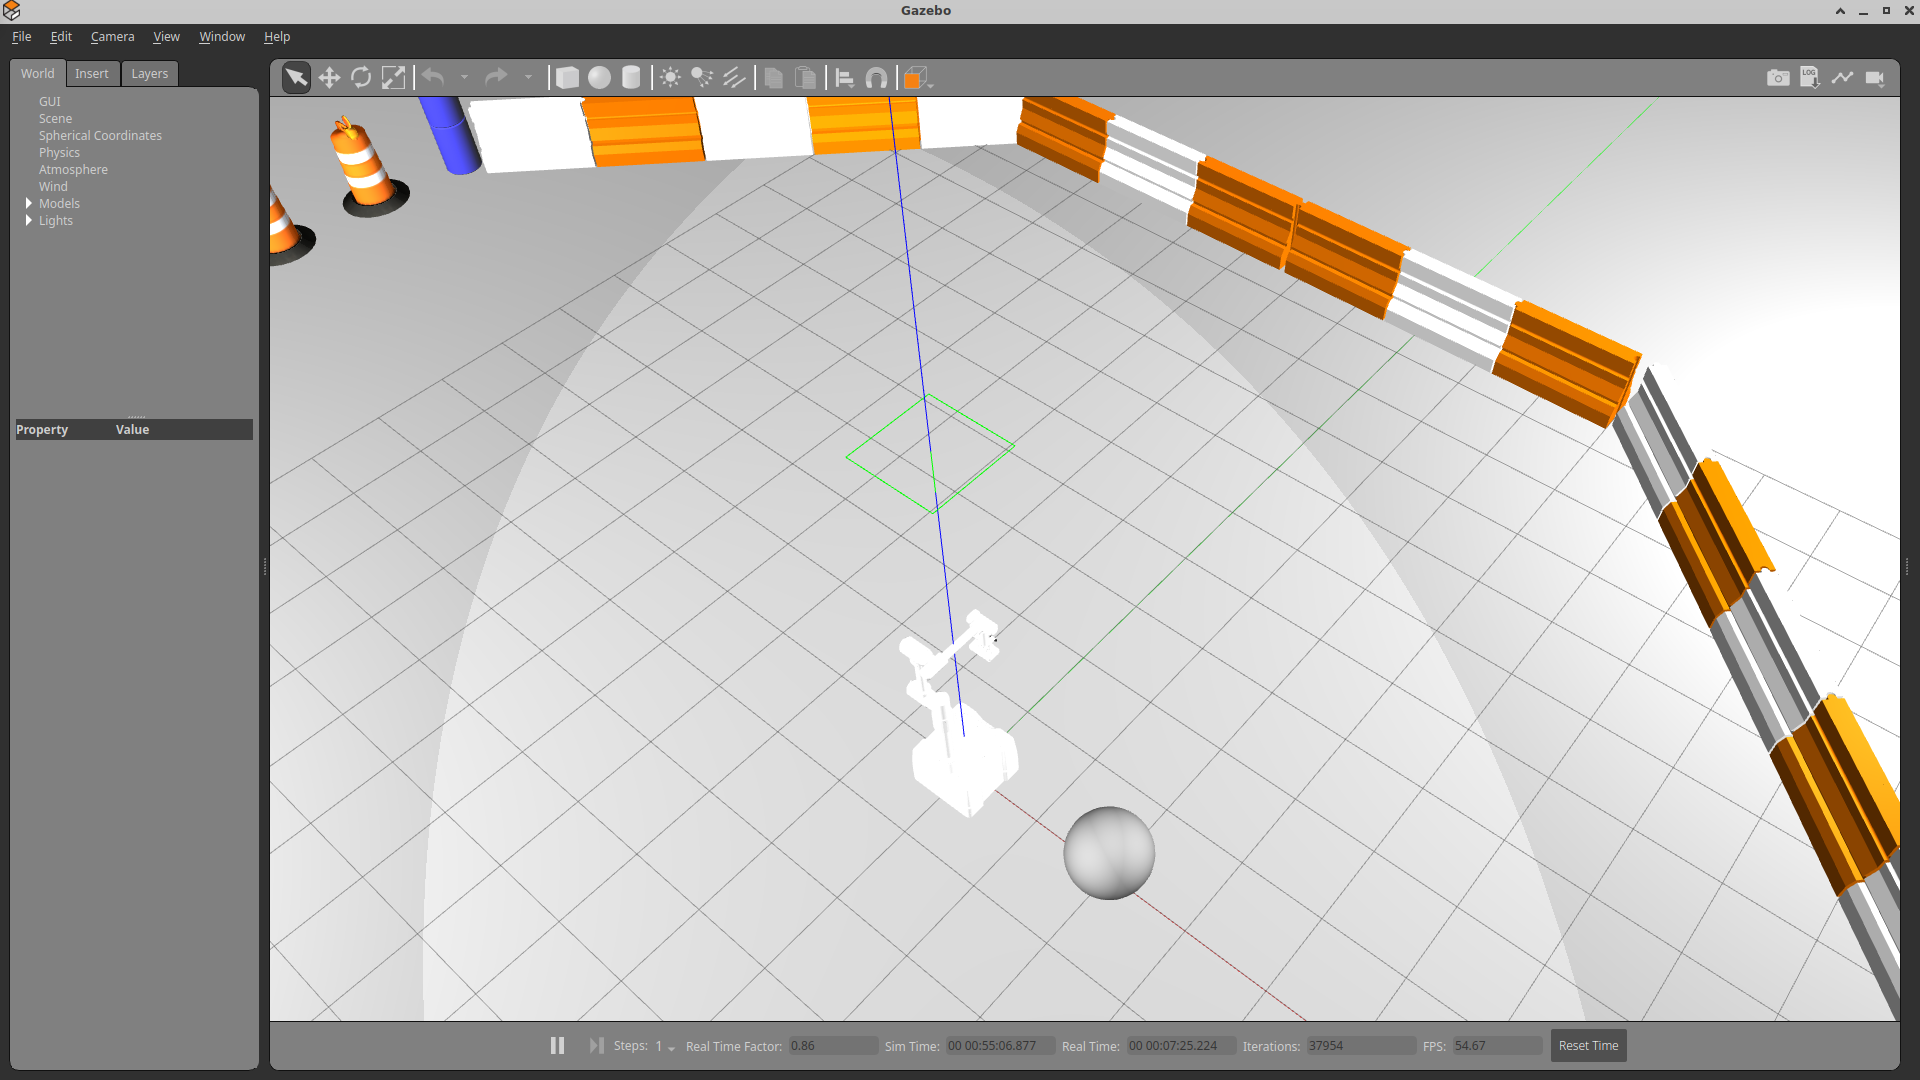 Gazebo
File Edit Camera View Window Help
World Insert Layers
GUI
Scene
Spherical Coordinates
Physics
Atmosphere
Wind
Models
Lights
Property Value
LOG
Steps: 1 Real Time Factor: 0.86 Sim Time: 00 00:55:06.877 Real Time: 00 00:07:25.224 Iterations: 37954 FPS: 54.67 Reset Time